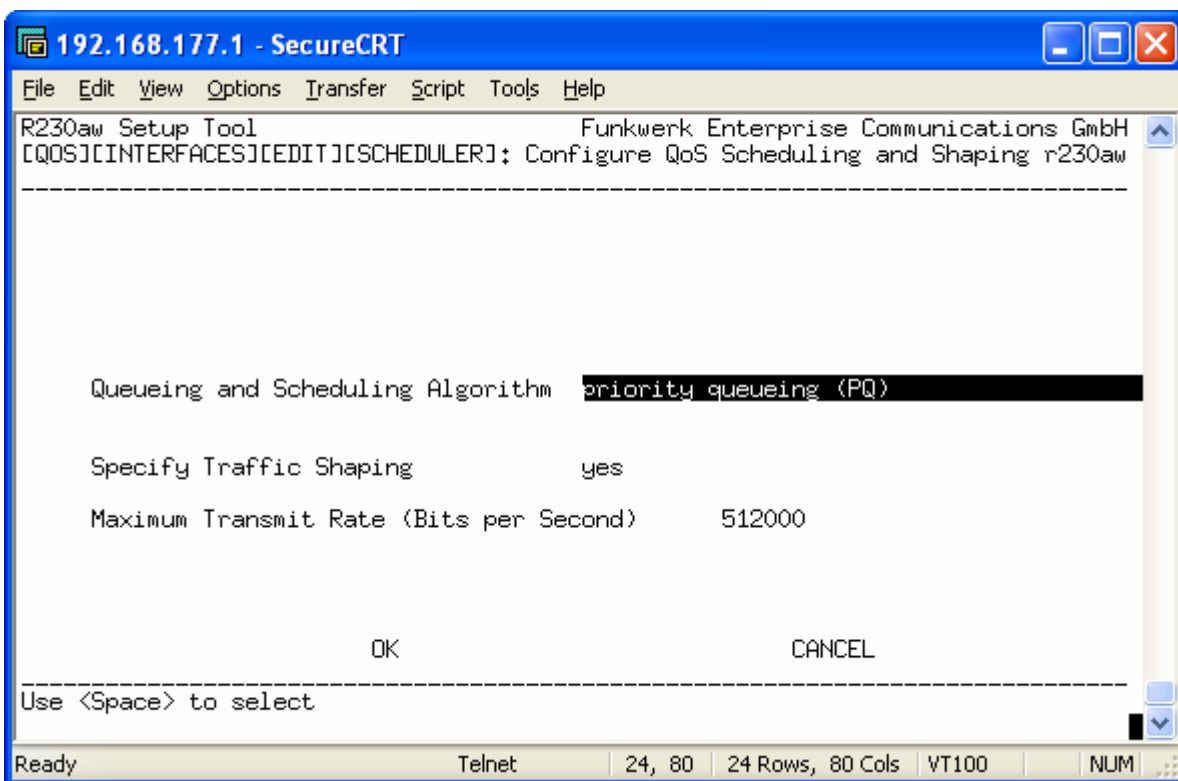 192.168.177.1 - SecureCRT
File Edit View Options Transfer Script Tools Help
R230aw Setup Tool Funkwerk Enterprise Communications GmbH
[QOS][INTERFACES][EDIT][SCHEDULER]: Configure QoS Scheduling and Shaping r230aw
Queueing and Scheduling Algorithm priority queueing (PQ)
Specify Traffic Shaping yes
Maximum Transmit Rate (Bits per Second) 512000
OK CANCEL
Use <Space> to select
Ready Telnet 24, 80 24 Rows, 80 Cols VT100 NUM